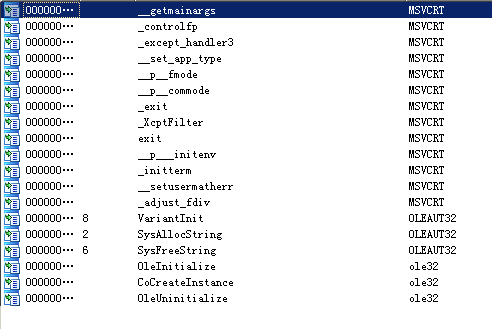 000000··· __getmainargs MSVCRT
000000··· _controlfp MSVCRT
000000··· _except_handler3 MSVCRT
000000··· __set_app_type MSVCRT
000000··· __p__fmode MSVCRT
000000··· __p__commode MSVCRT
000000··· _exit MSVCRT
000000··· _XcptFilter MSVCRT
000000··· exit MSVCRT
000000··· __p___initenv MSVCRT
000000··· _initterm MSVCRT
000000··· __setusermatherr MSVCRT
000000··· _adjust_fdiv MSVCRT
000000··· 8 VariantInit OLEAUT32
000000··· 2 SysAllocString OLEAUT32
000000··· 6 SysFreeString OLEAUT32
000000··· OleInitialize ole32
000000··· CoCreateInstance ole32
000000··· OleUninitialize ole32